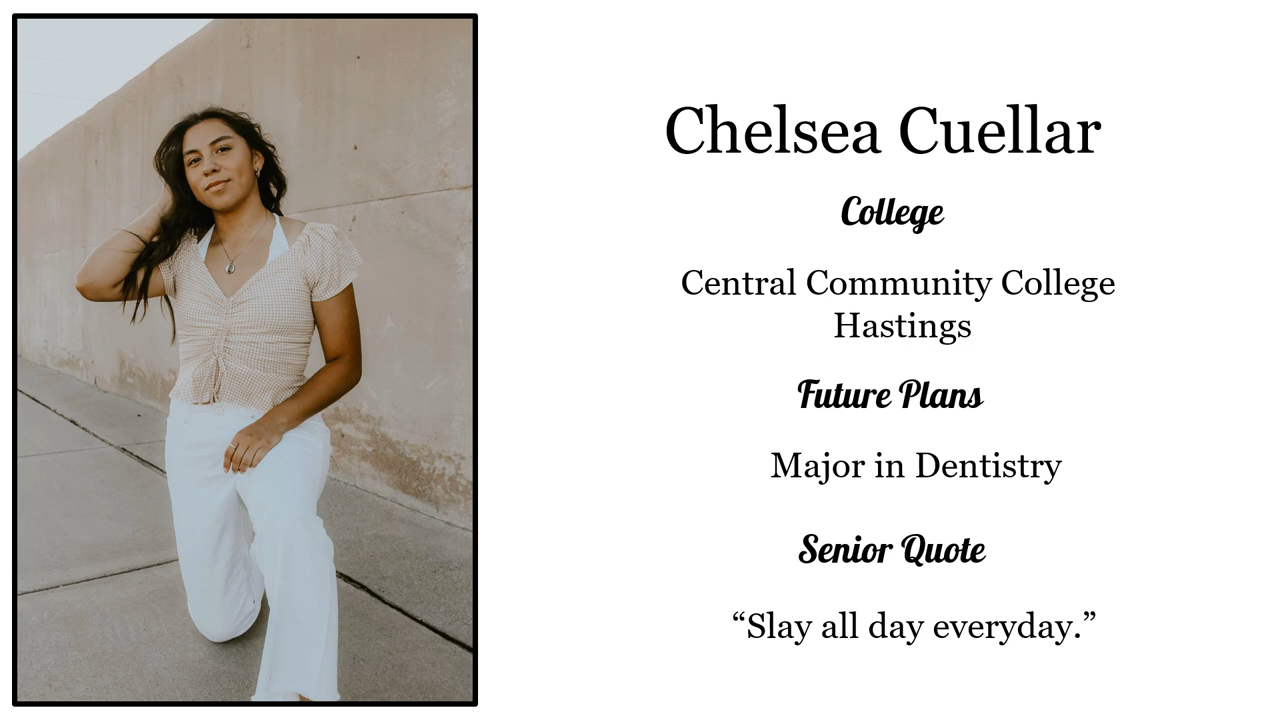 Chelsea Cuellar
College
Central Community College
Hastings
Future Plans
Major in Dentistry
Senior Quote
“Slay all day everyday.”